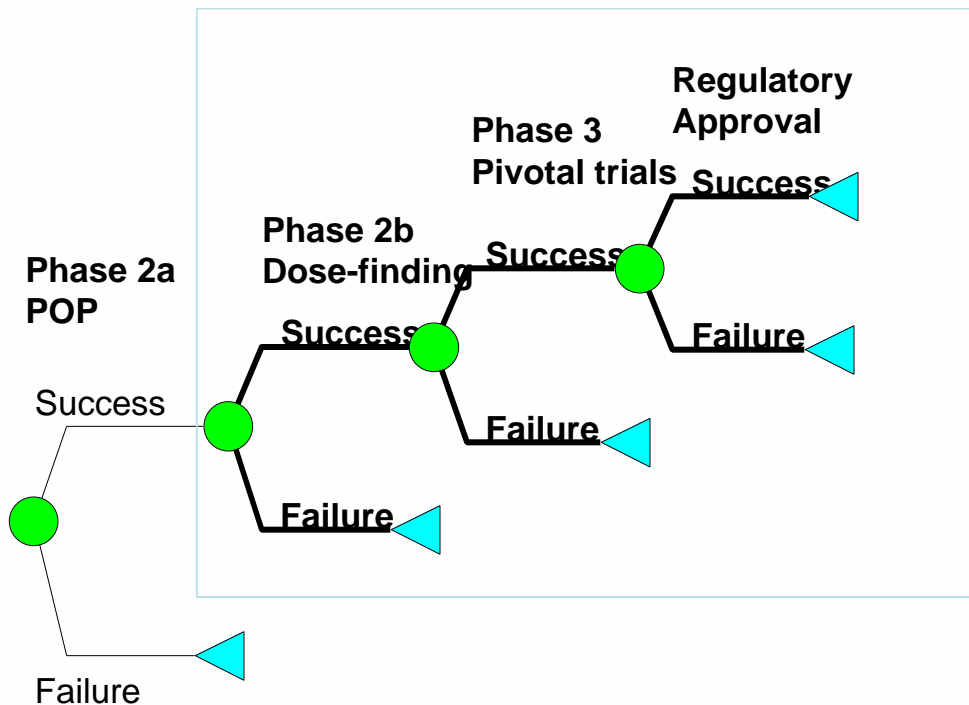 Regulatory
Approval
Phase 3
Pivotal trials
Success
Phase 2b
Dose-finding
Success
Phase 2a
POP
Success
Failure
Success
Failure
Failure
Failure